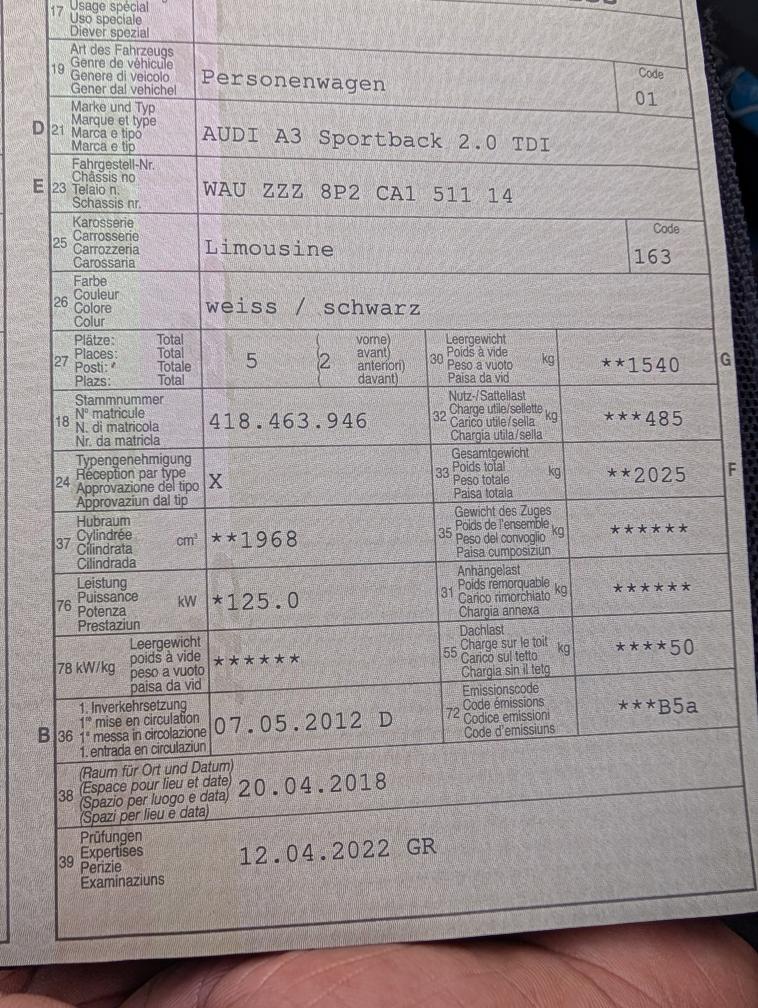 17 Usage spécial
Uso speciale
Diever spezial
19 Art des Fahrzeugs
Genre de véhicule
Genere di veicolo
Gener dal vehichel
Personenwagen
Code
01
D 21 Marke und Typ
Marque et type
Marca e tipo
Marca e tip
AUDI A3 Sportback 2.0 TDI
E 23 Fahrgestell-Nr.
Châssis no
Telaio n.
Schassis nr.
WAU ZZZ 8P2 CA1 511 14
25 Karosserie
Carrosserie
Carrozzeria
Carossaria
Limousine
Code
163
26 Farbe
Couleur
Colore
Colur
weiss / schwarz
27 Plätze: Total
Places: Total
Posti: Totale
Plazs: Total
5 (2 vorne)
avant)
anteriori)
davant)
30 Leergewicht
Poids à vide
Peso a vuoto
Paisa da vid
kg
**1540
G
18 Stammnummer
N° matricule
N. di matricola
Nr. da matricla
418.463.946
32 Nutz-/Sattellast
Charge utile/sellette
Carico utile/sella
Chargia utila/sella
kg
***485
24 Typengenehmigung
Réception par type
Approvazione del tipo
Approvaziun dal tip
X
33 Gesamtgewicht
Poids total
Peso totale
Paisa totala
kg
**2025
F
37 Hubraum
Cylindrée
Cilindrata
Cilindrada
cm³
**1968
35 Gewicht des Zuges
Poids de l'ensemble
Peso del convoglio
Paisa cumposiziun
kg
******
76 Leistung
Puissance
Potenza
Prestaziun
kW
*125.0
31 Anhängelast
Poids remorquable
Carico rimorchiato
Chargia annexa
kg
******
78 kW/kg Leergewicht
poids à vide
peso a vuoto
paisa da vid
******
55 Dachlast
Charge sur le toit
Carico sul tetto
Chargia sin il tetg
kg
****50
B 36 1. Inverkehrsetzung
1re mise en circulation
1a messa in circolazione
1. entrada en circulaziun
07.05.2012 D
72 Emissionscode
Code émissions
Codice emissioni
Code d'emissiuns
***B5a
38 (Raum für Ort und Datum)
(Espace pour lieu et date)
(Spazio per luogo e data)
(Spazi per lieu e data)
20.04.2018
39 Prüfungen
Expertises
Perizie
Examinaziuns
12.04.2022 GR